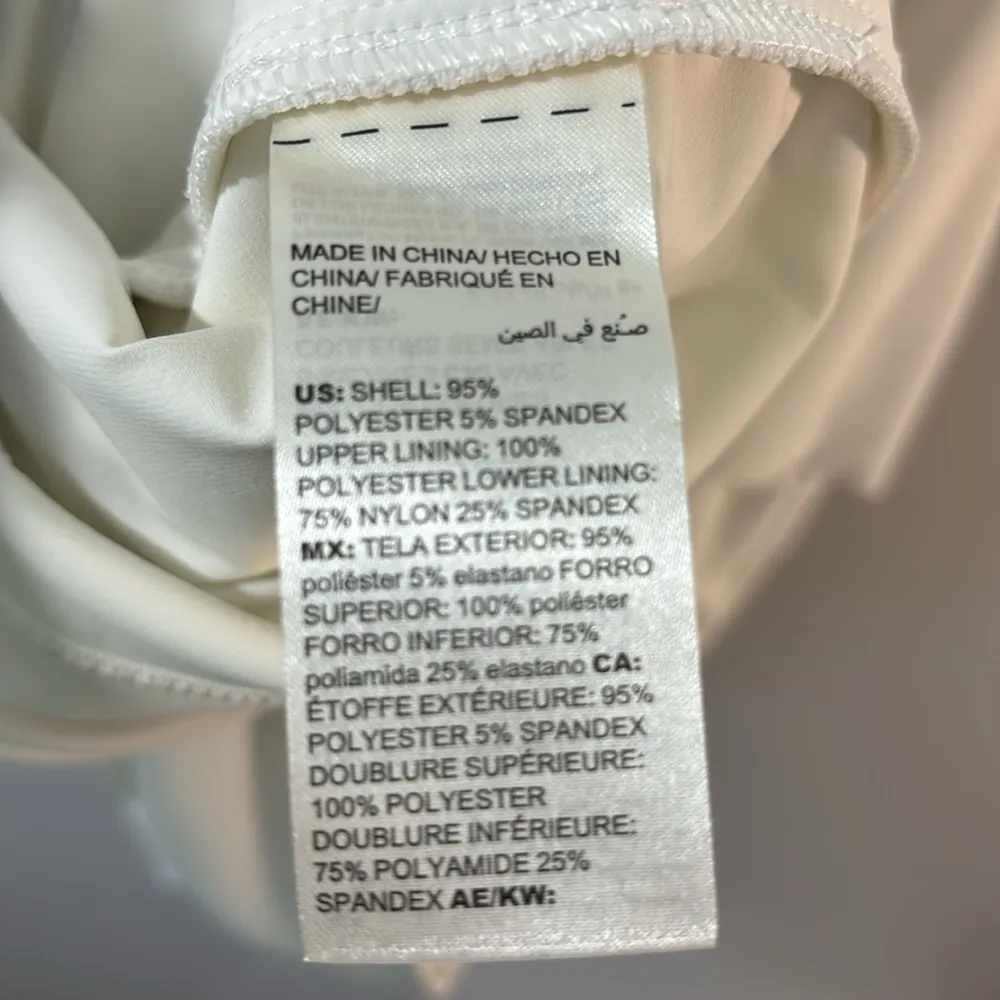 MADE IN CHINA/ HECHO EN
CHINA/ FABRIQUÉ EN
CHINE/
صُنع في الصين
US: SHELL: 95%
POLYESTER 5% SPANDEX
UPPER LINING: 100%
POLYESTER LOWER LINING:
75% NYLON 25% SPANDEX
MX: TELA EXTERIOR: 95%
poliéster 5% elastano FORRO
SUPERIOR: 100% poliéster
FORRO INFERIOR: 75%
poliamida 25% elastano CA:
ÉTOFFE EXTÉRIEURE: 95%
POLYESTER 5% SPANDEX
DOUBLURE SUPÉRIEURE:
100% POLYESTER
DOUBLURE INFÉRIEURE:
75% POLYAMIDE 25%
SPANDEX AE/KW: